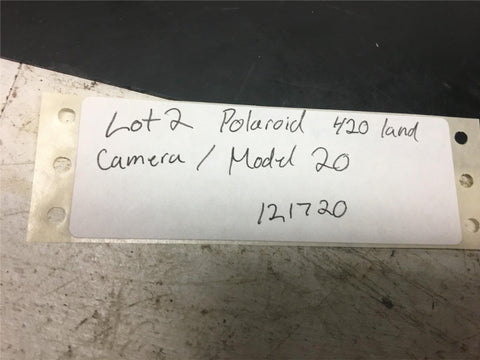 Lot 2 Polaroid 420 land
Camera / Model 20
121720